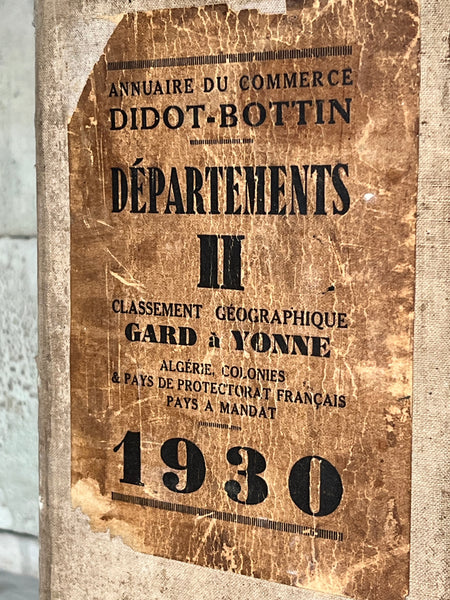 ANNUAIRE DU COMMERCE
DIDOT-BOTTIN
DÉPARTEMENTS
II
CLASSEMENT GÉOGRAPHIQUE
GARD à YONNE
ALGÉRIE, COLONIES
& PAYS DE PROTECTORAT FRANÇAIS
PAYS A MANDAT
1930